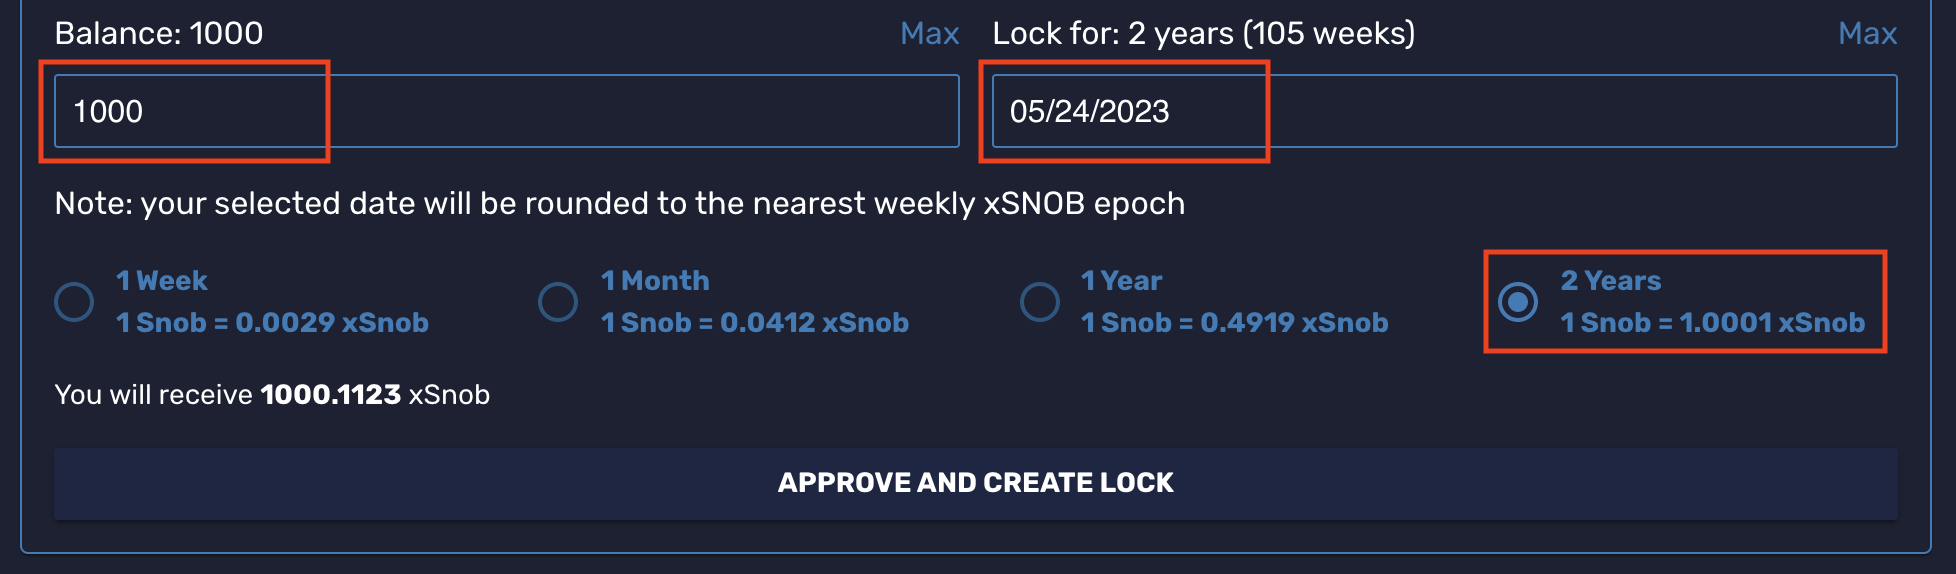 Balance: 1000 Max
Lock for: 2 years (105 weeks) Max
1000
05/24/2023
Note: your selected date will be rounded to the nearest weekly xSNOB epoch
1 Week
1 Snob = 0.0029 xSnob
1 Month
1 Snob = 0.0412 xSnob
1 Year
1 Snob = 0.4919 xSnob
2 Years
1 Snob = 1.0001 xSnob
You will receive 1000.1123 xSnob
APPROVE AND CREATE LOCK